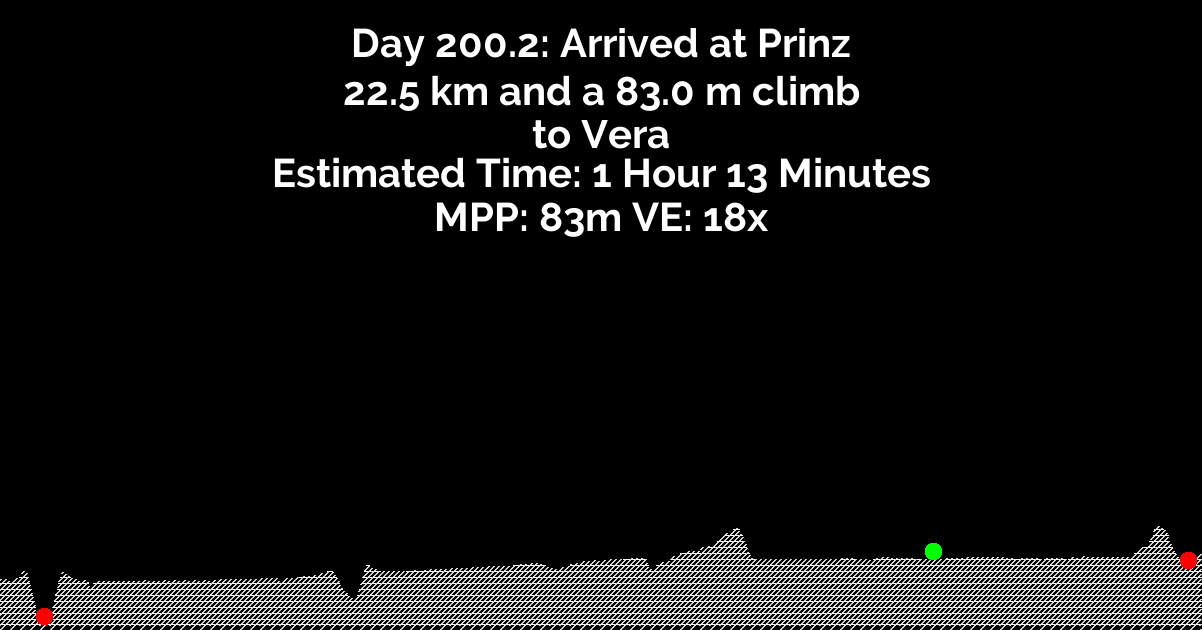 Day 200.2: Arrived at Prinz
22.5 km and a 83.0 m climb
to Vera
Estimated Time: 1 Hour 13 Minutes
MPP: 83m VE: 18x